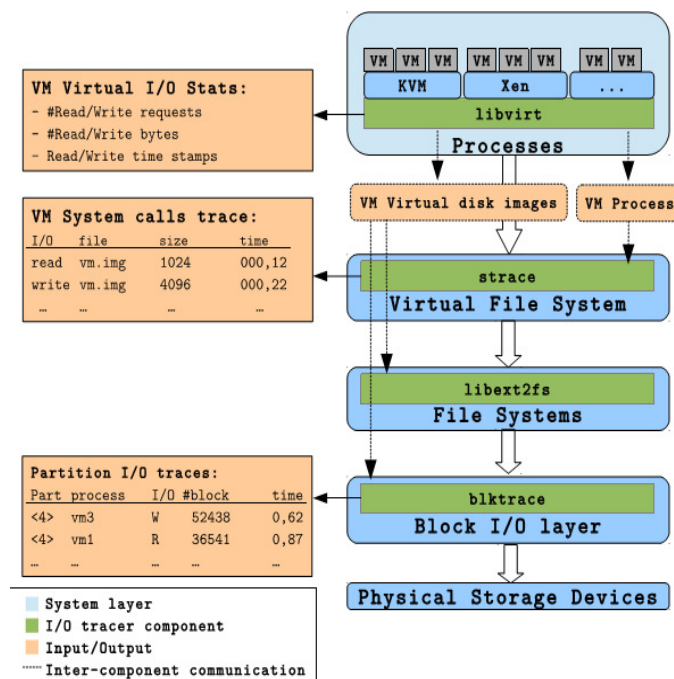 VM VM VM VM VM VM VM VM
KVM Xen ...
libvirt
Processes
VM Virtual I/O Stats:
- #Read/Write requests
- #Read/Write bytes
- Read/Write time stamps
VM Virtual disk images
VM Process
VM System calls trace:
I/O file size time
read vm.img 1024 000,12
write vm.img 4096 000,22
… … … …
strace
Virtual File System
libext2fs
File Systems
Partition I/O traces:
Part process I/O #block time
<4> vm3 W 52438 0,62
<4> vm1 R 36541 0,87
… … … … …
blktrace
Block I/O layer
Physical Storage Devices
System layer
I/O tracer component
Input/Output
Inter-component communication